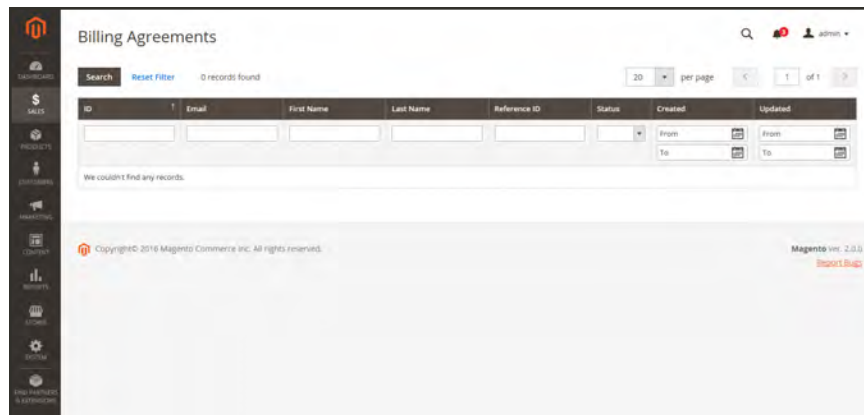 Billing Agreements
3
admin
Search Reset Filter 0 records found 20 per page 1 of 1
ID Email First Name Last Name Reference ID Status Created Updated
From From
To To
We couldn't find any records.
DASHBOARD
$
SALES
PRODUCTS
CUSTOMERS
MARKETING
CONTENT
REPORTS
STORES
SYSTEM
FIND PARTNERS
& EXTENSIONS
Copyright© 2016 Magento Commerce Inc. All rights reserved.
Magento ver. 2.0.0
Report Bugs